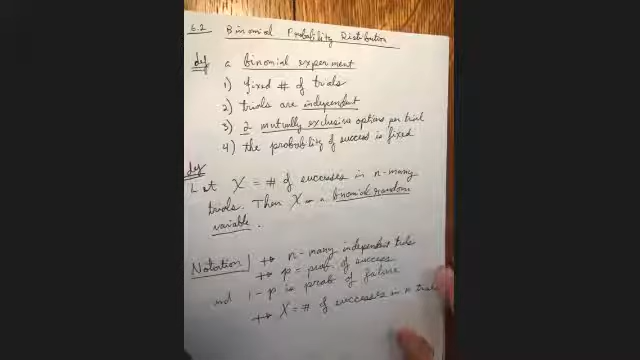 6.2 Binomial Probability Distribution
def a binomial experiment
1) fixed # of trials
2) trials are independent
3) 2 mutually exclusive options per trial
4) the probability of success is fixed
def
Let X = # of successes in n-many
trials. Then X is a binomial random
variable.
Notation n-many independent trials
p = prob. of success
and 1-p is prob of failure
X = # of successes in n trials